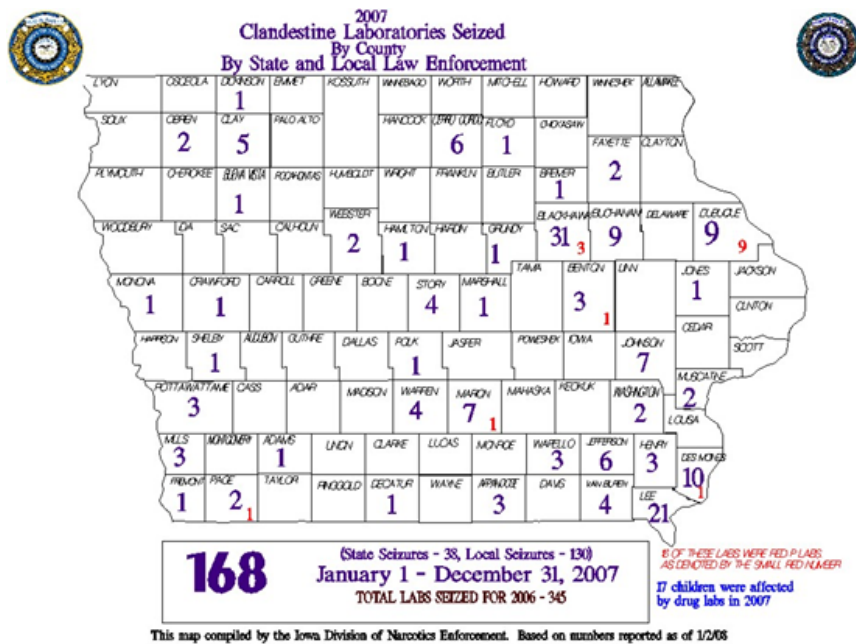 2007
Clandestine Laboratories Seized
By County
By State and Local Law Enforcement
LYON OSCEOLA DICKINSON EMMET KOSSUTH WINNEBAGO WORTH MITCHELL HOWARD WINNESHEK ALLAMAKEE
1
SIOUX OBRIEN CLAY PALO ALTO HANCOCK CERRO GORDO FLOYD CHICKASAW
2 5 6 1
FAYETTE CLAYTON
2
PLYMOUTH CHEROKEE BUENA VISTA POCAHONTAS HUMBOLDT WRIGHT FRANKLIN BUTLER BREMER
1 1
WOODBURY IDA SAC CALHOUN WEBSTER HAMILTON HARDIN GRUNDY BLACKHAWK BUCHANAN DELAWARE DUBUQUE
2 1 1 31 3 9 9 9
MONONA CRAWFORD CARROLL GREENE BOONE STORY MARSHALL TAMA BENTON LINN JONES JACKSON
1 1 4 1 3 1 1
CLINTON
CEDAR
HARRISON SHELBY AUDUBON GUTHRIE DALLAS POLK JASPER POWESHEK IOWA JOHNSON SCOTT
1 1 7
MUSCATINE
2
POTTAWATTAME CASS ADAIR MADISON WARREN MARION MAHASKA KEOKUK WASHINGTON
3 4 7 1 2
LOUISA
MILLS MONTGOMERY ADAMS UNION CLARKE LUCAS MONROE WAPELLO JEFFERSON HENRY DES MOINES
3 1 3 6 3 10 1
FREMONT PAGE TAYLOR RINGGOLD DECATUR WAYNE APPANOOSE DAVIS VAN BUREN LEE
1 2 1 1 3 4 21
168
(State Seizures - 38, Local Seizures - 130)
January 1 - December 31, 2007
TOTAL LABS SEIZED FOR 2006 - 345
18 OF THESE LABS WERE RED P LABS
AS DENOTED BY THE SMALL RED NUMBER
17 children were affected
by drug labs in 2007
This map compiled by the Iowa Division of Narcotics Enforcement. Based on numbers reported as of 1/2/08